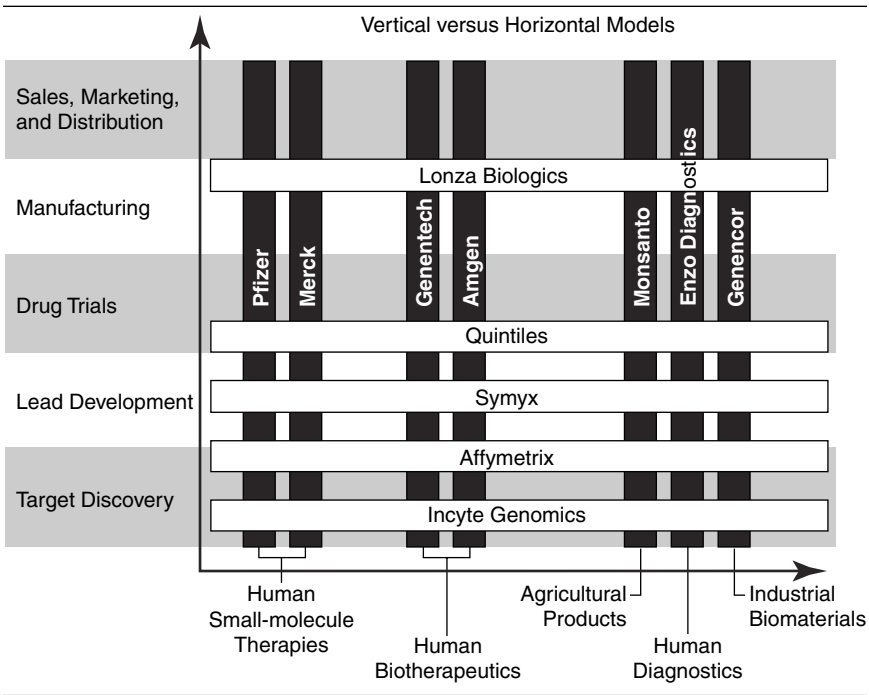 Vertical versus Horizontal Models
Sales, Marketing,
and Distribution
Manufacturing
Drug Trials
Lead Development
Target Discovery
Lonza Biologics
Pfizer
Merck
Genentech
Amgen
Monsanto
Enzo Diagnostics
Genencor
Quintiles
Symyx
Affymetrix
Incyte Genomics
Human
Small-molecule
Therapies
Human
Biotherapeutics
Agricultural
Products
Human
Diagnostics
Industrial
Biomaterials